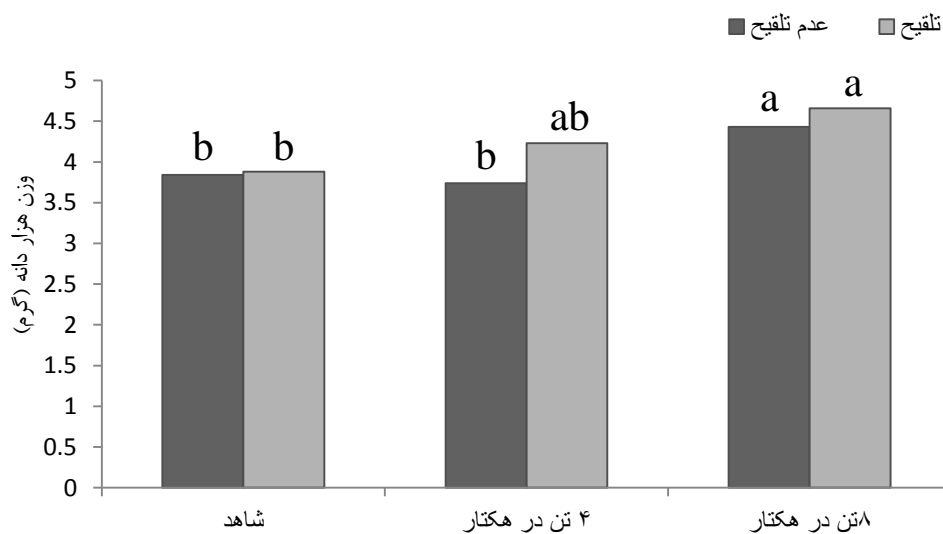 عدم تلقیح
تلقیح
5
4.5
4
3.5
3
2.5
2
1.5
1
0.5
0
وزن هزار دانه (گرم)
b
b
b
ab
a
a
شاهد
۴ تن در هکتار
۸تن در هکتار